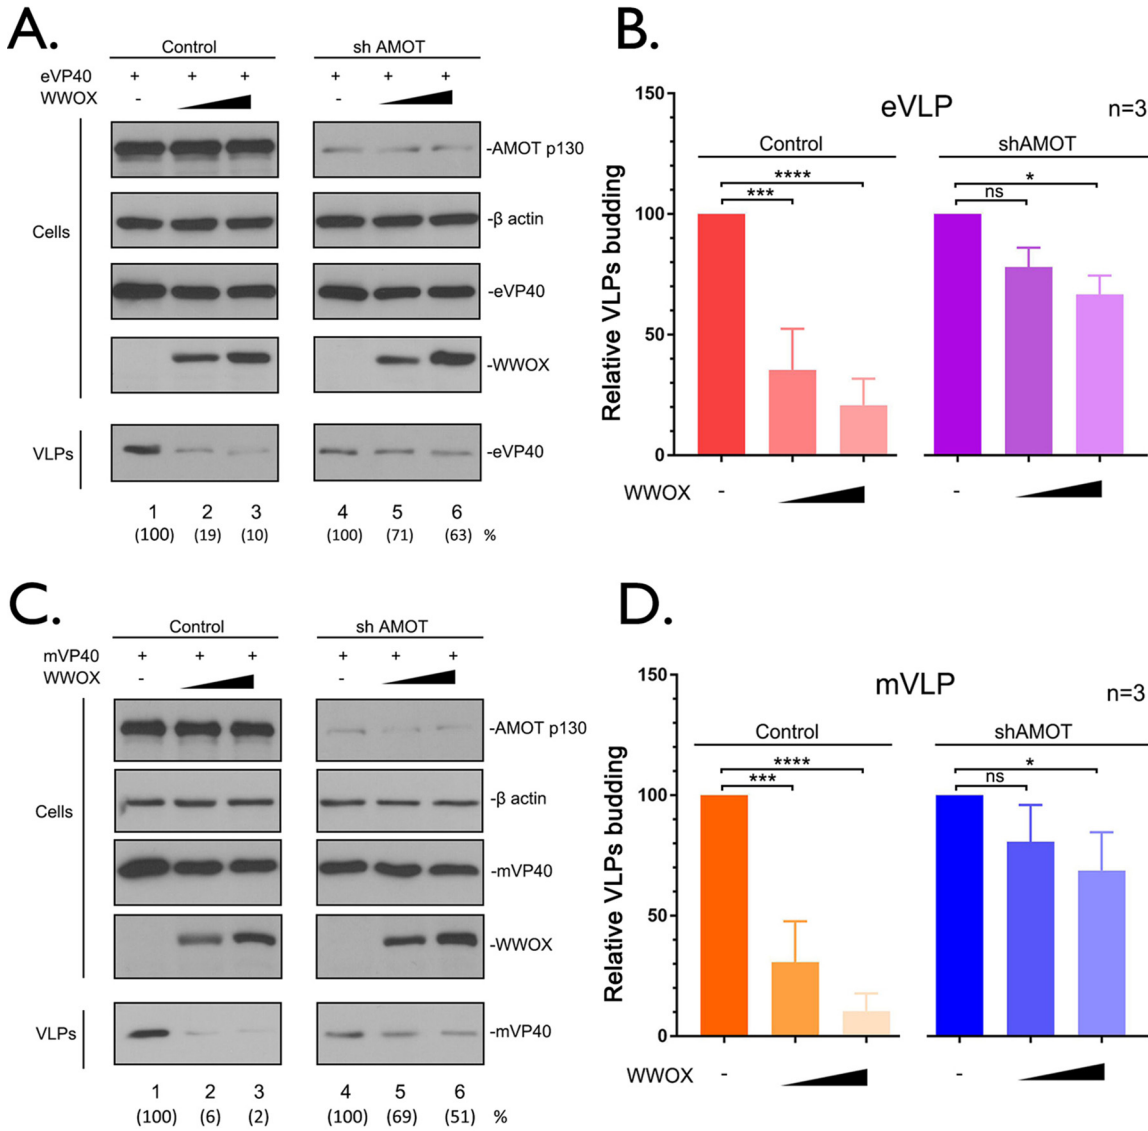 A.
Control
sh AMOT
eVP40 + + + + + +
WWOX - -
-AMOT p130
-β actin
Cells
-eVP40
-WWOX
VLPs
-eVP40
1 2 3 4 5 6
(100) (19) (10) (100) (71) (63) %
B.
eVLP
n=3
Control
shAMOT
**** 
***
*
ns
150
100
50
0
Relative VLPs budding
WWOX - -
C.
Control
sh AMOT
mVP40 + + + + + +
WWOX - -
-AMOT p130
-β actin
Cells
-mVP40
-WWOX
VLPs
-mVP40
1 2 3 4 5 6
(100) (6) (2) (100) (69) (51) %
D.
mVLP
n=3
Control
shAMOT
****
***
*
ns
150
100
50
0
Relative VLPs budding
WWOX - -